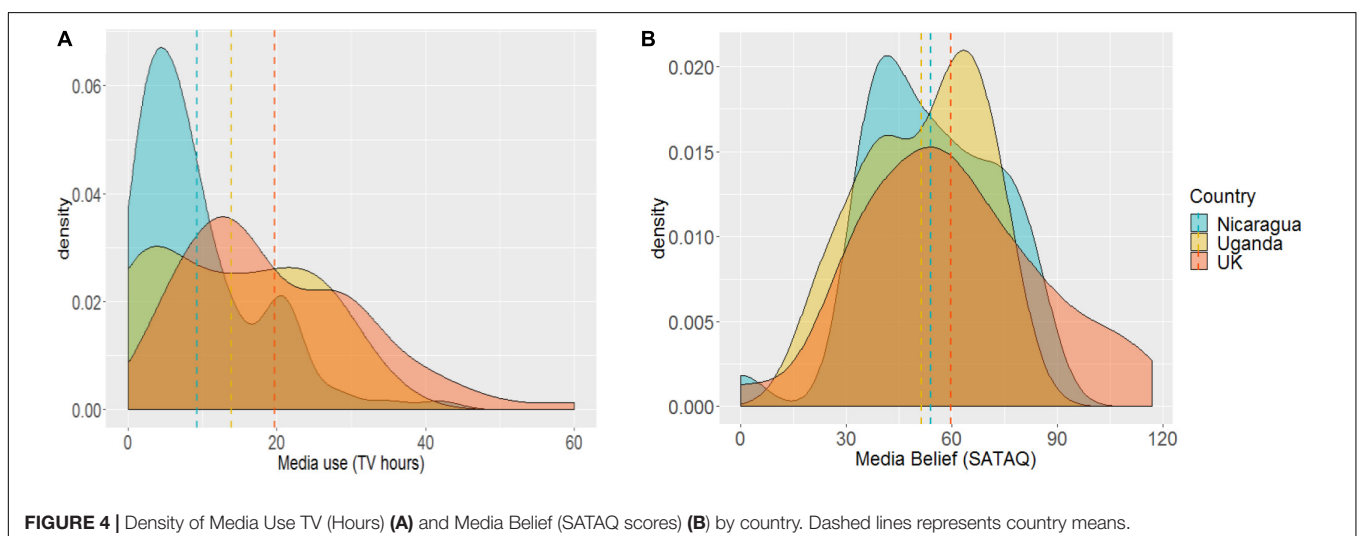 A
density
0.06
0.04
0.02
0.00
0
20
40
60
Media use (TV hours)
B
density
0.020
0.015
0.010
0.005
0.000
0
30
60
90
120
Media Belief (SATAQ)
Country
Nicaragua
Uganda
UK
FIGURE 4 | Density of Media Use TV (Hours) (A) and Media Belief (SATAQ scores) (B) by country. Dashed lines represents country means.